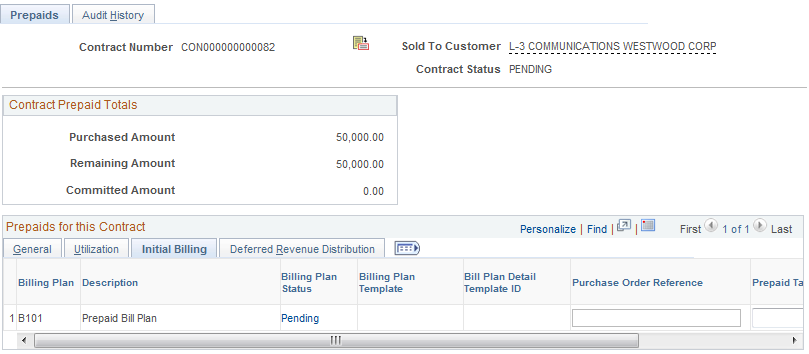 Prepaids Audit History
Contract Number CON000000000082 Sold To Customer L-3 COMMUNICATIONS WESTWOOD CORP
Contract Status PENDING
Contract Prepaid Totals
Purchased Amount 50,000.00
Remaining Amount 50,000.00
Committed Amount 0.00
Prepaids for this Contract Personalize | Find | | First 1 of 1 Last
General Utilization Initial Billing Deferred Revenue Distribution
Billing Plan Description Billing Plan Status Billing Plan Template Bill Plan Detail Template ID Purchase Order Reference Prepaid Ta
1 B101 Prepaid Bill Plan Pending